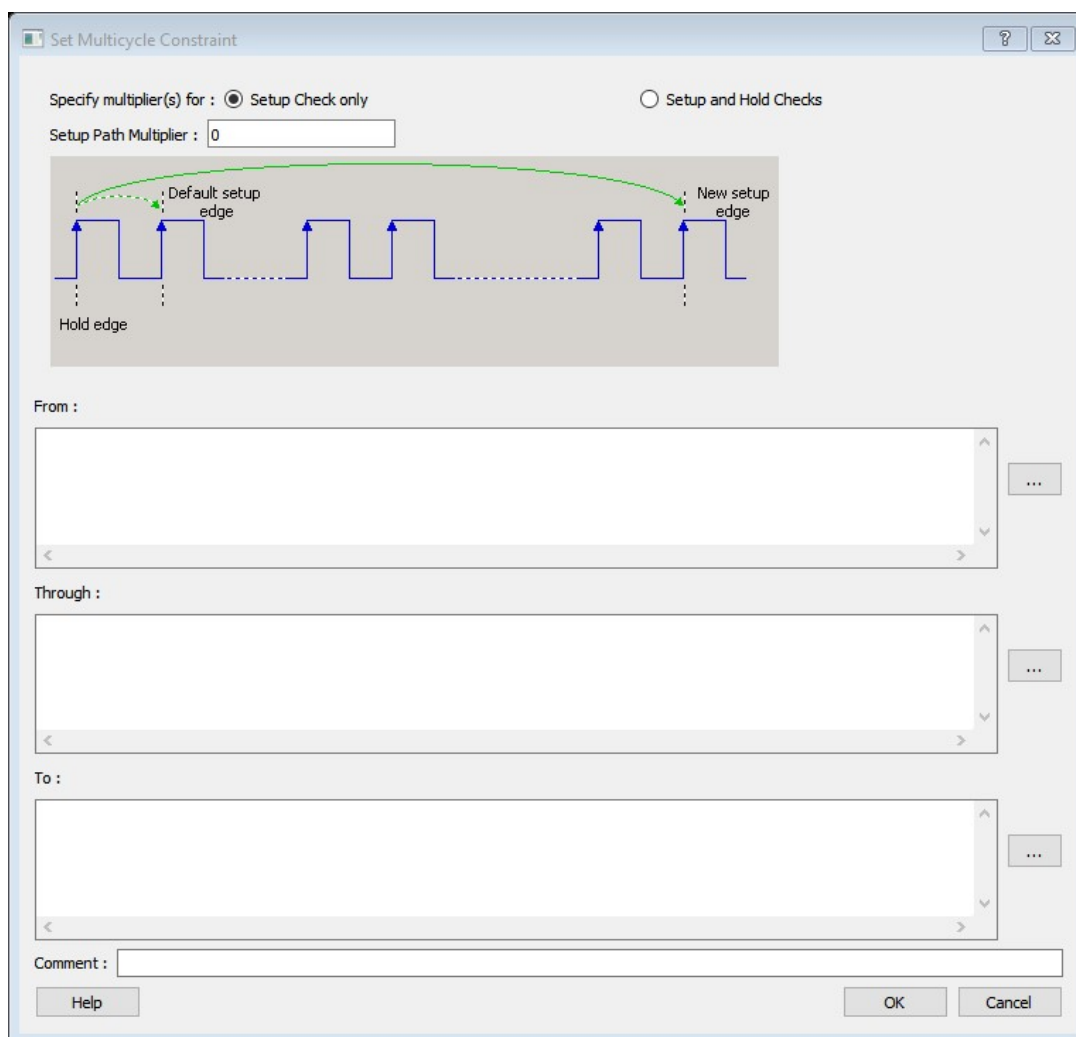 Set Multicycle Constraint
Specify multiplier(s) for : Setup Check only Setup and Hold Checks
Setup Path Multiplier : 0
Default setup
edge
New setup
edge
Hold edge
From :
...
Through :
...
To :
...
Comment :
Help OK Cancel